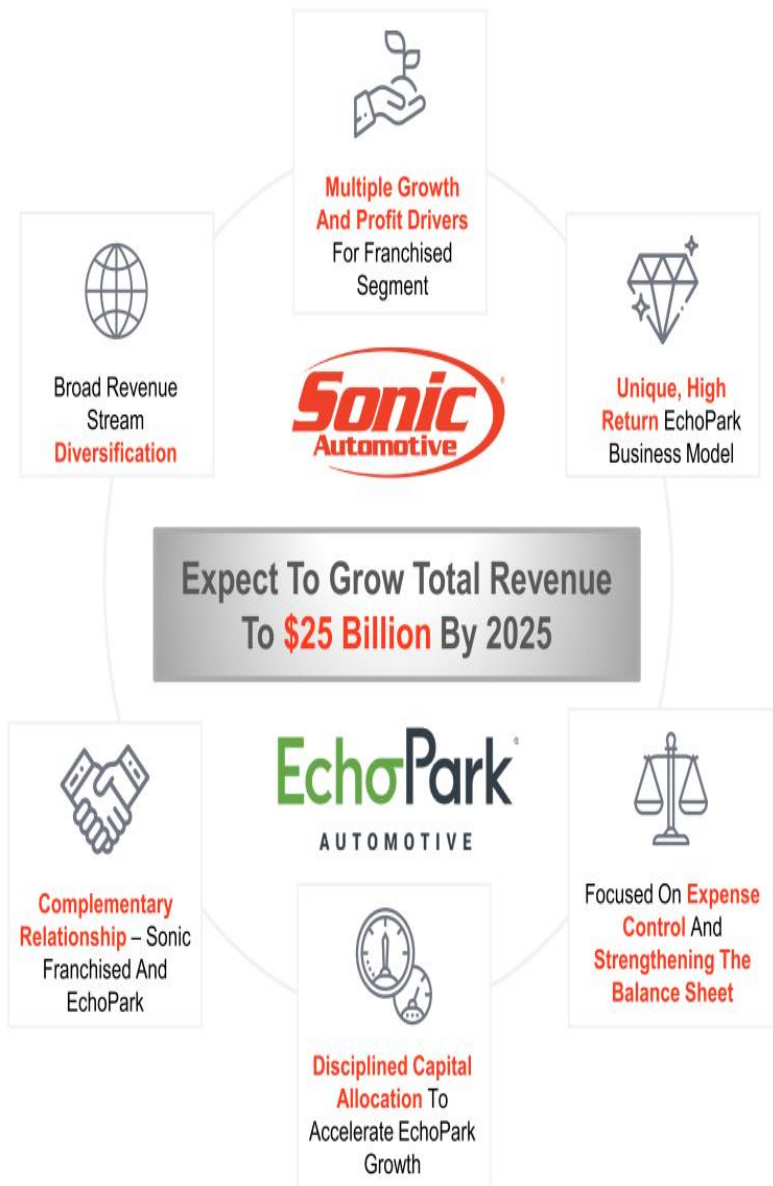 Multiple Growth
And Profit Drivers
For Franchised
Segment
Broad Revenue
Stream
Diversification
Unique, High
Return EchoPark
Business Model
Sonic
Automotive
®
Expect To Grow Total Revenue
To $25 Billion By 2025
EchoPark
®
AUTOMOTIVE
Complementary
Relationship – Sonic
Franchised And
EchoPark
Focused On Expense
Control And
Strengthening The
Balance Sheet
Disciplined Capital
Allocation To
Accelerate EchoPark
Growth